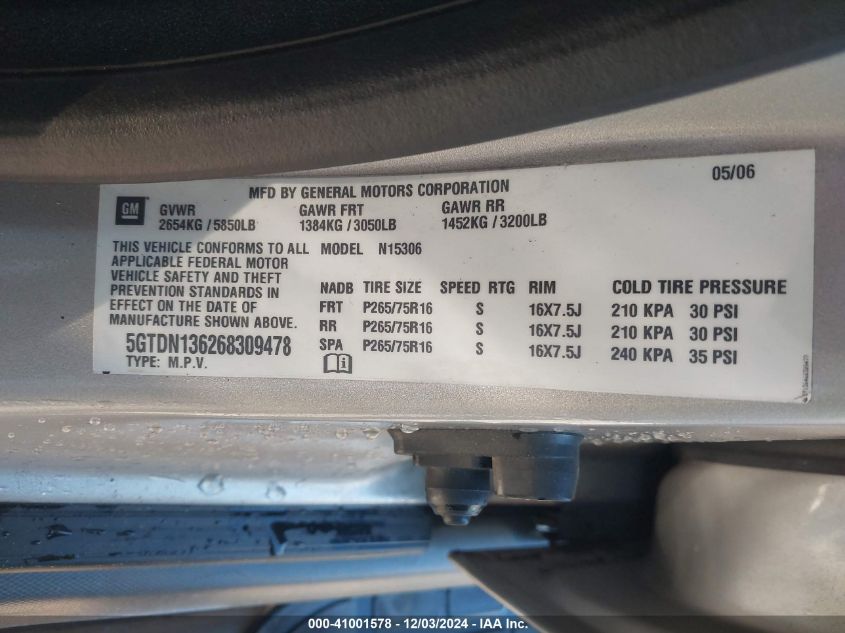 MFD BY GENERAL MOTORS CORPORATION 05/06
GM
GVWR GAWR FRT GAWR RR
2654KG / 5850LB 1384KG / 3050LB 1452KG / 3200LB
THIS VEHICLE CONFORMS TO ALL
APPLICABLE FEDERAL MOTOR
VEHICLE SAFETY AND THEFT
PREVENTION STANDARDS IN
EFFECT ON THE DATE OF
MANUFACTURE SHOWN ABOVE.
5GTDN136268309478
TYPE: M.P.V.
MODEL N15306
NADB TIRE SIZE SPEED RTG RIM COLD TIRE PRESSURE
FRT P265/75R16 S 16X7.5J 210 KPA 30 PSI
RR P265/75R16 S 16X7.5J 210 KPA 30 PSI
SPA P265/75R16 S 16X7.5J 240 KPA 35 PSI
000-41001578 - 12/03/2024 - IAA Inc.